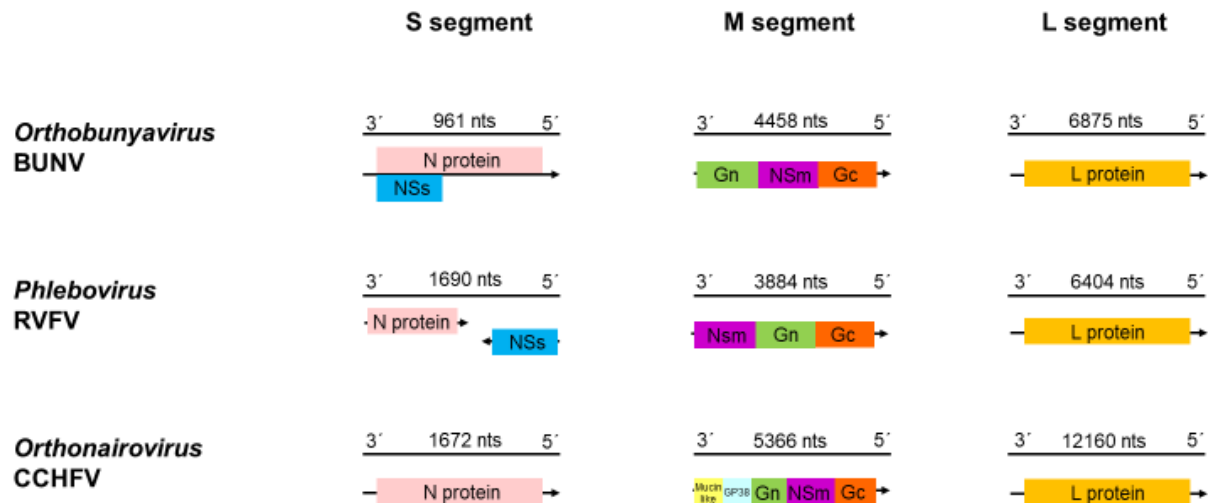 S segment M segment L segment
Orthobunyavirus
BUNV
3´ 961 nts 5´
N protein
NSs
3´ 4458 nts 5´
Gn NSm Gc
3´ 6875 nts 5´
L protein
Phlebovirus
RVFV
3´ 1690 nts 5´
N protein
NSs
3´ 3884 nts 5´
Nsm Gn Gc
3´ 6404 nts 5´
L protein
Orthonairovirus
CCHFV
3´ 1672 nts 5´
N protein
3´ 5366 nts 5´
Mucin
like GP38 Gn NSm Gc
3´ 12160 nts 5´
L protein